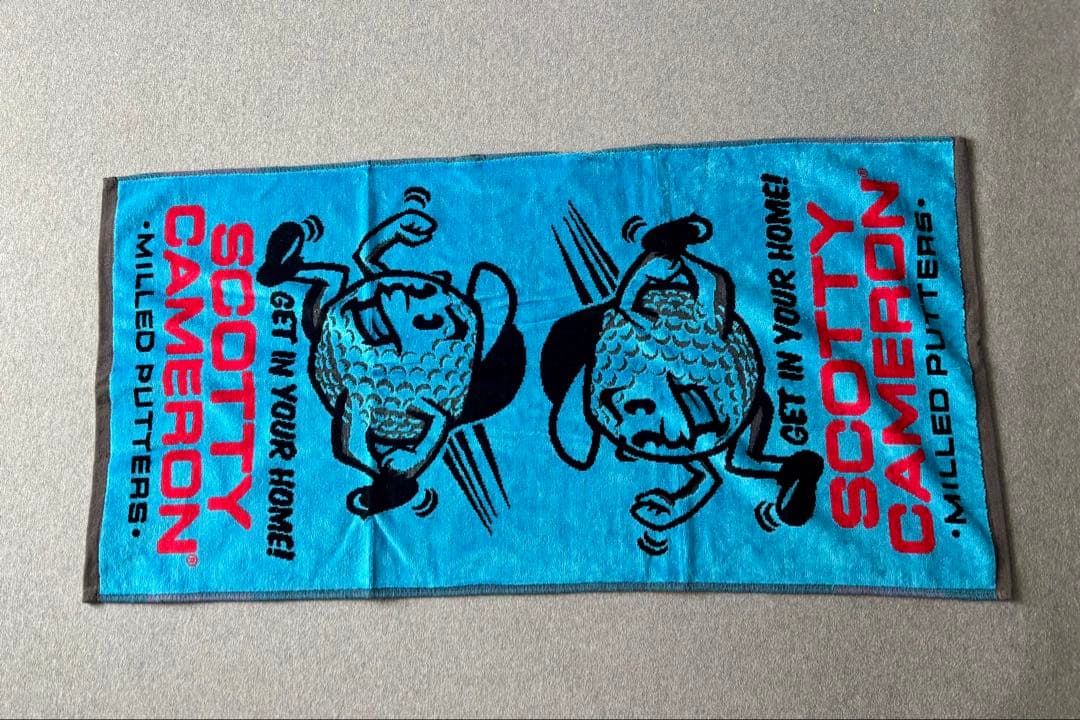 GET IN YOUR HOME!
SCOTTY
CAMERON®
•MILLED PUTTERS•
GET IN YOUR HOME!
SCOTTY
CAMERON®
•MILLED PUTTERS•